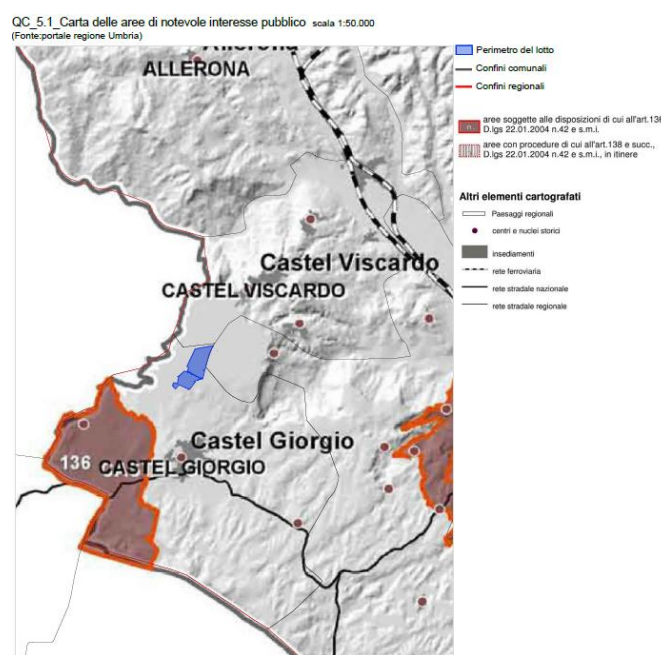 QC_5.1_Carta delle aree di notevole interesse pubblico scala 1:50.000
(Fonte:portale regione Umbria)
Allerona
ALLERONA
Castel Viscardo
CASTEL VISCARDO
Castel Giorgio
136 CASTEL GIORGIO
Perimetro del lotto
Confini comunali
Confini regionali
n.
aree soggette alle disposizioni di cui all'art.136
D.lgs 22.01.2004 n.42 e s.m.i.
aree con procedure di cui all'art.138 e succ.,
D.lgs 22.01.2004 n.42 e s.m.i., in itinere
Altri elementi cartografati
Passaggi regionali
centri e nuclei storici
insediamenti
rete ferroviaria
rete stradale nazionale
rete stradale regionale